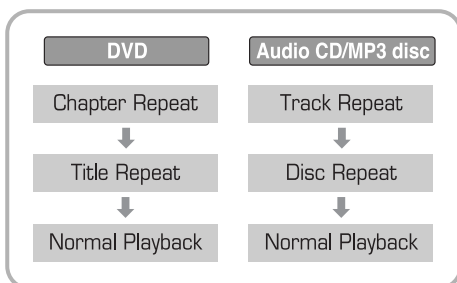 DVD
Chapter Repeat
Title Repeat
Normal Playback
Audio CD/MP3 disc
Track Repeat
Disc Repeat
Normal Playback